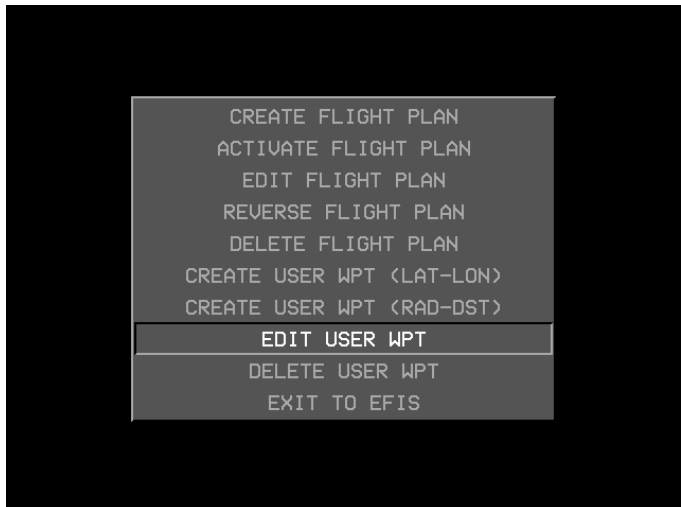 CREATE FLIGHT PLAN
ACTIVATE FLIGHT PLAN
EDIT FLIGHT PLAN
REVERSE FLIGHT PLAN
DELETE FLIGHT PLAN
CREATE USER WPT (LAT-LON)
CREATE USER WPT (RAD-DST)
EDIT USER WPT
DELETE USER WPT
EXIT TO EFIS